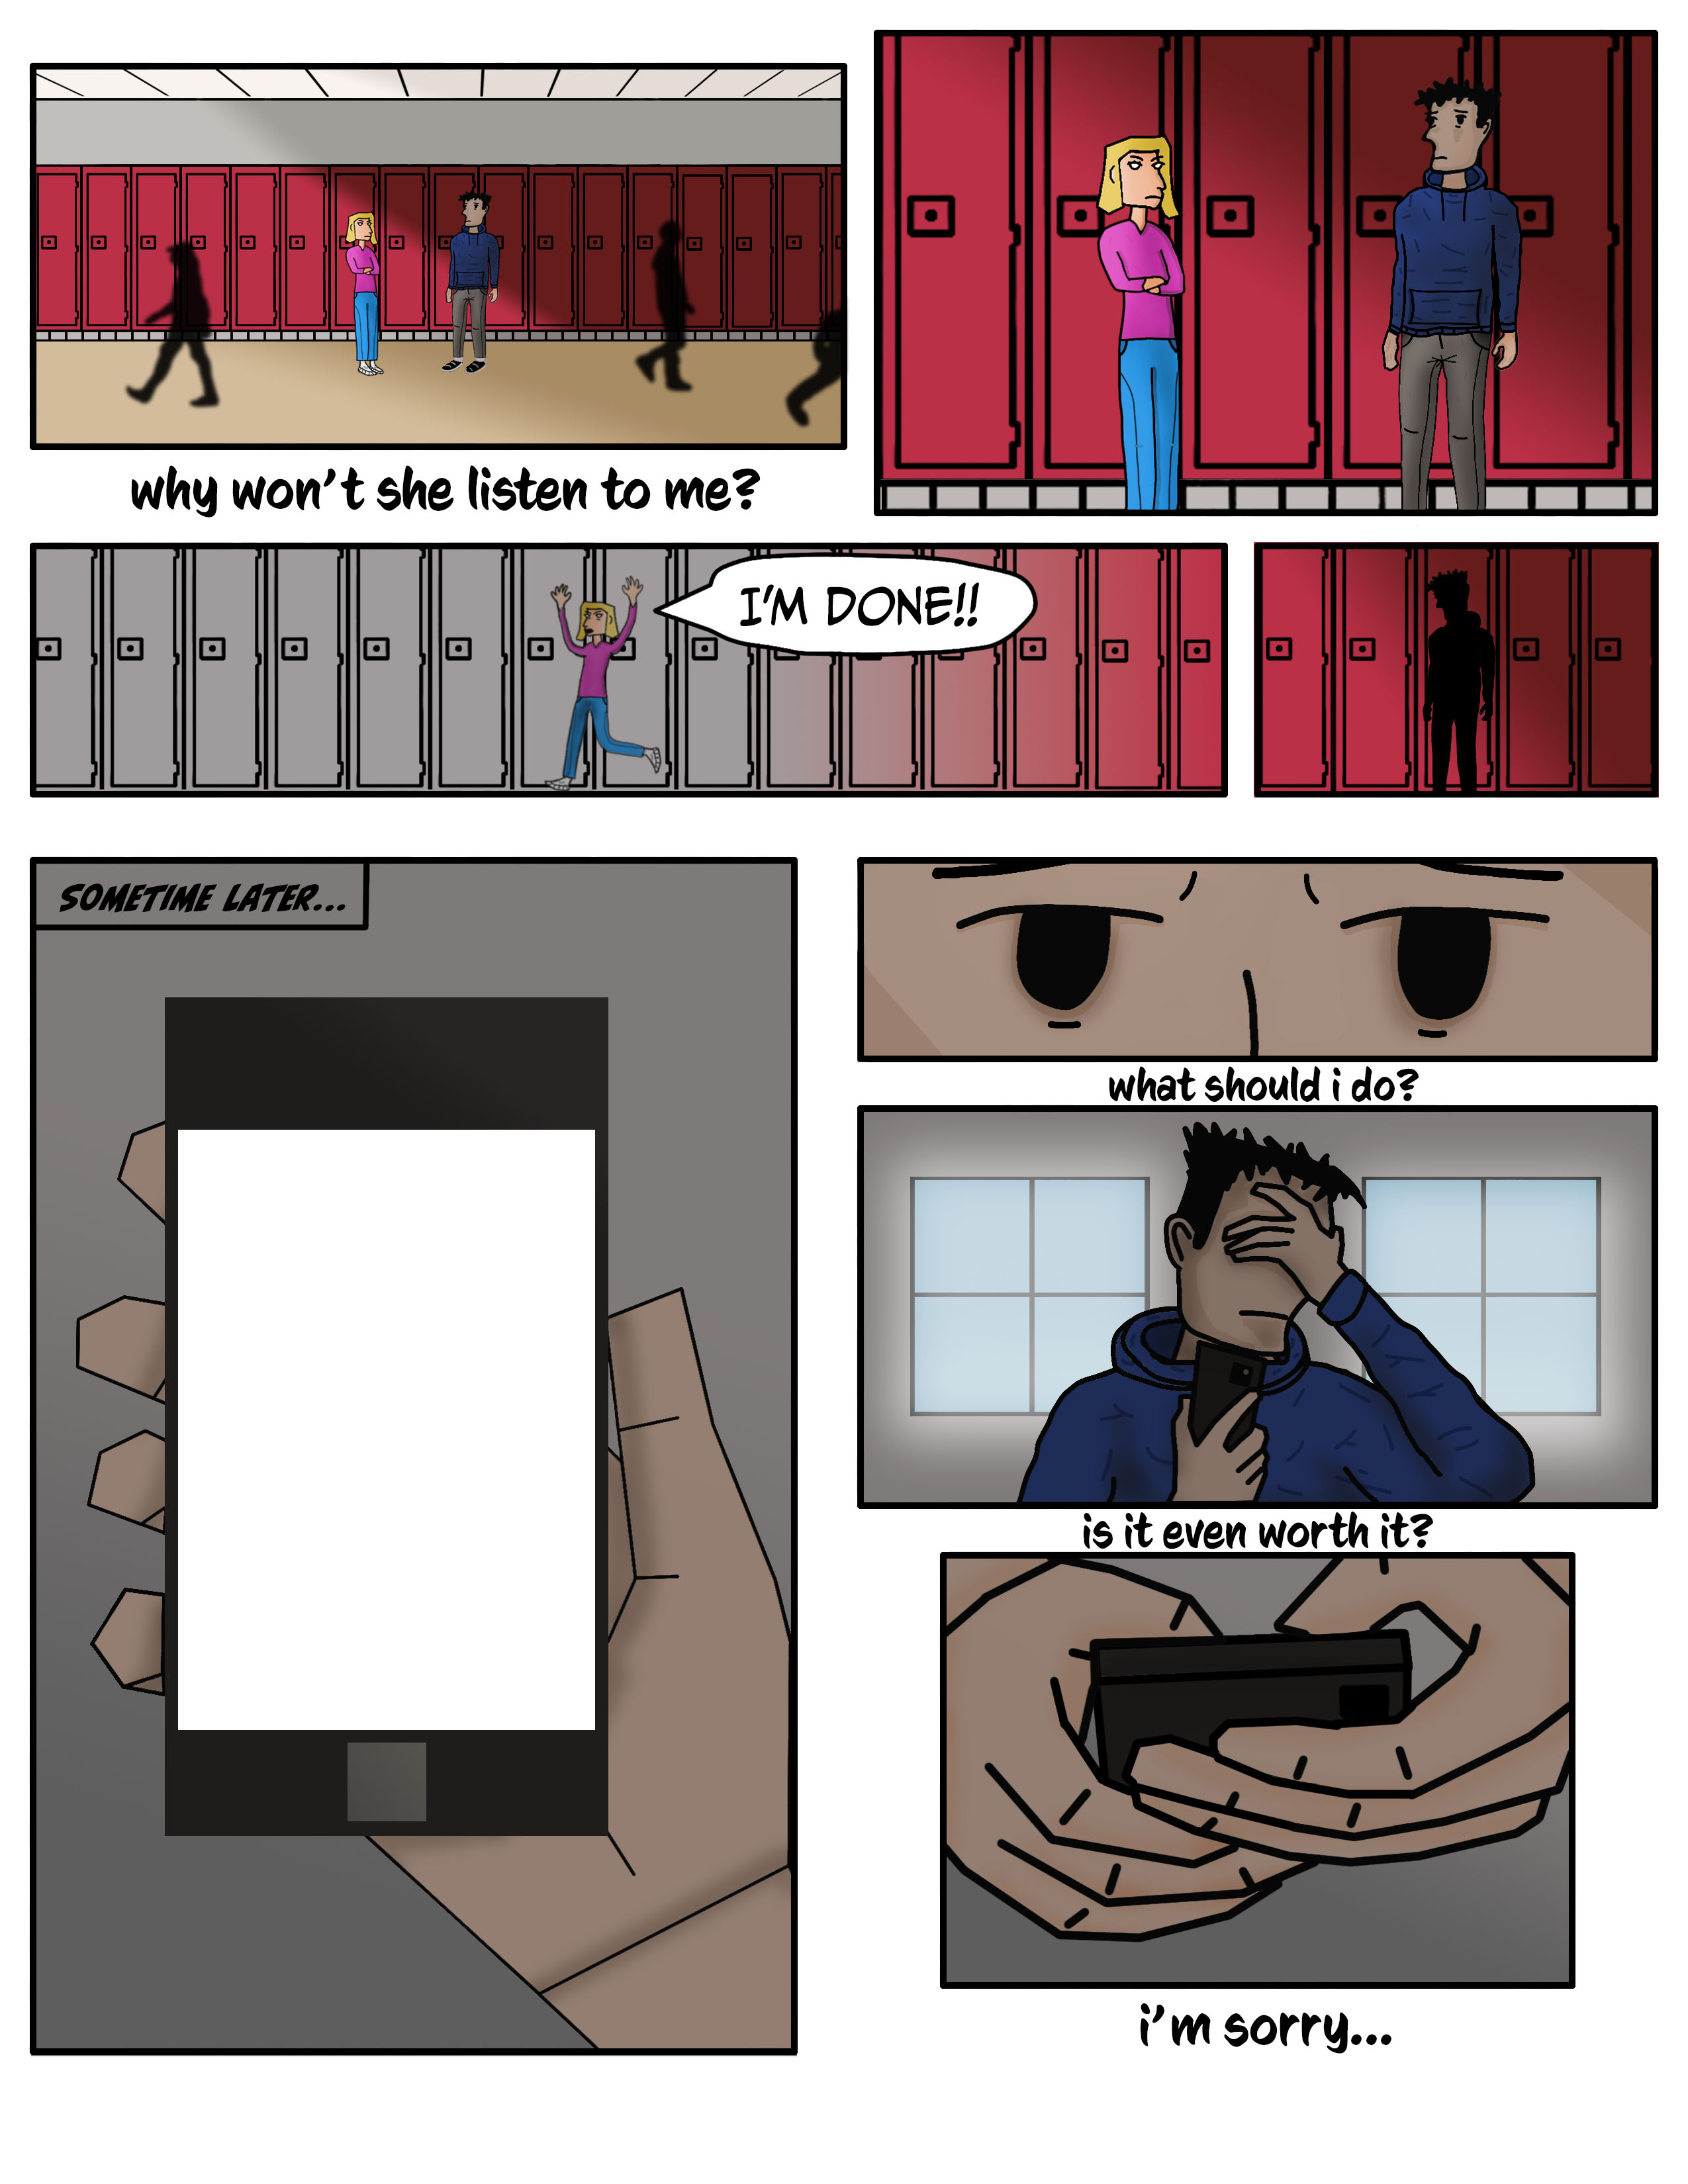 why won't she listen to me?
I'M DONE!!
SOMETIME LATER...
what should i do?
is it even worth it?
i'm sorry...